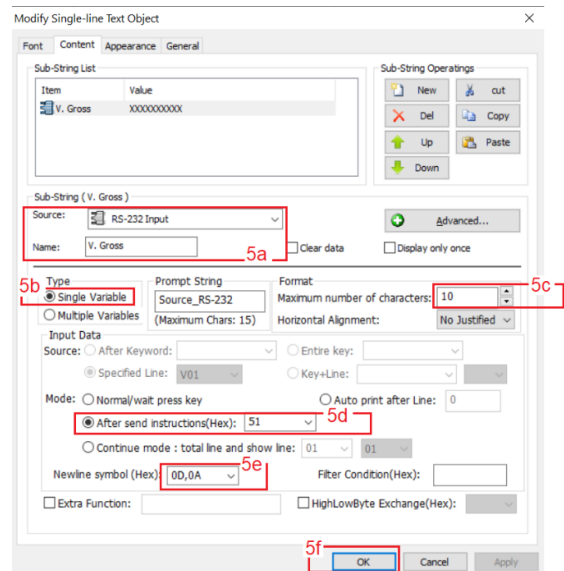 Modify Single-line Text Object
Font Content Appearance General
Sub-String List
Sub-String Operatings
Item Value
V. Gross XXXXXXXXXX
New cut
Del Copy
Up Paste
Down
Sub-String ( V. Gross )
Source: RS-232 Input
Advanced...
Name: V. Gross
5a
Clear data
Display only once
5b
Type
Single Variable
Multiple Variables
Prompt String
Source_RS-232
(Maximum Chars: 15)
Format
Maximum number of characters: 10
5c
Horizontal Alignment: No Justified
Input Data
Source: After Keyword: Entire key:
Specified Line: V01 Key+Line:
Mode: Normal/wait press key Auto print after Line: 0
After send instructions(Hex): 51
5d
Continue mode : total line and show line: 01 01
5e
Newline symbol (Hex): 0D,0A Filter Condition(Hex):
Extra Function: HighLowByte Exchange(Hex):
5f
OK Cancel Apply